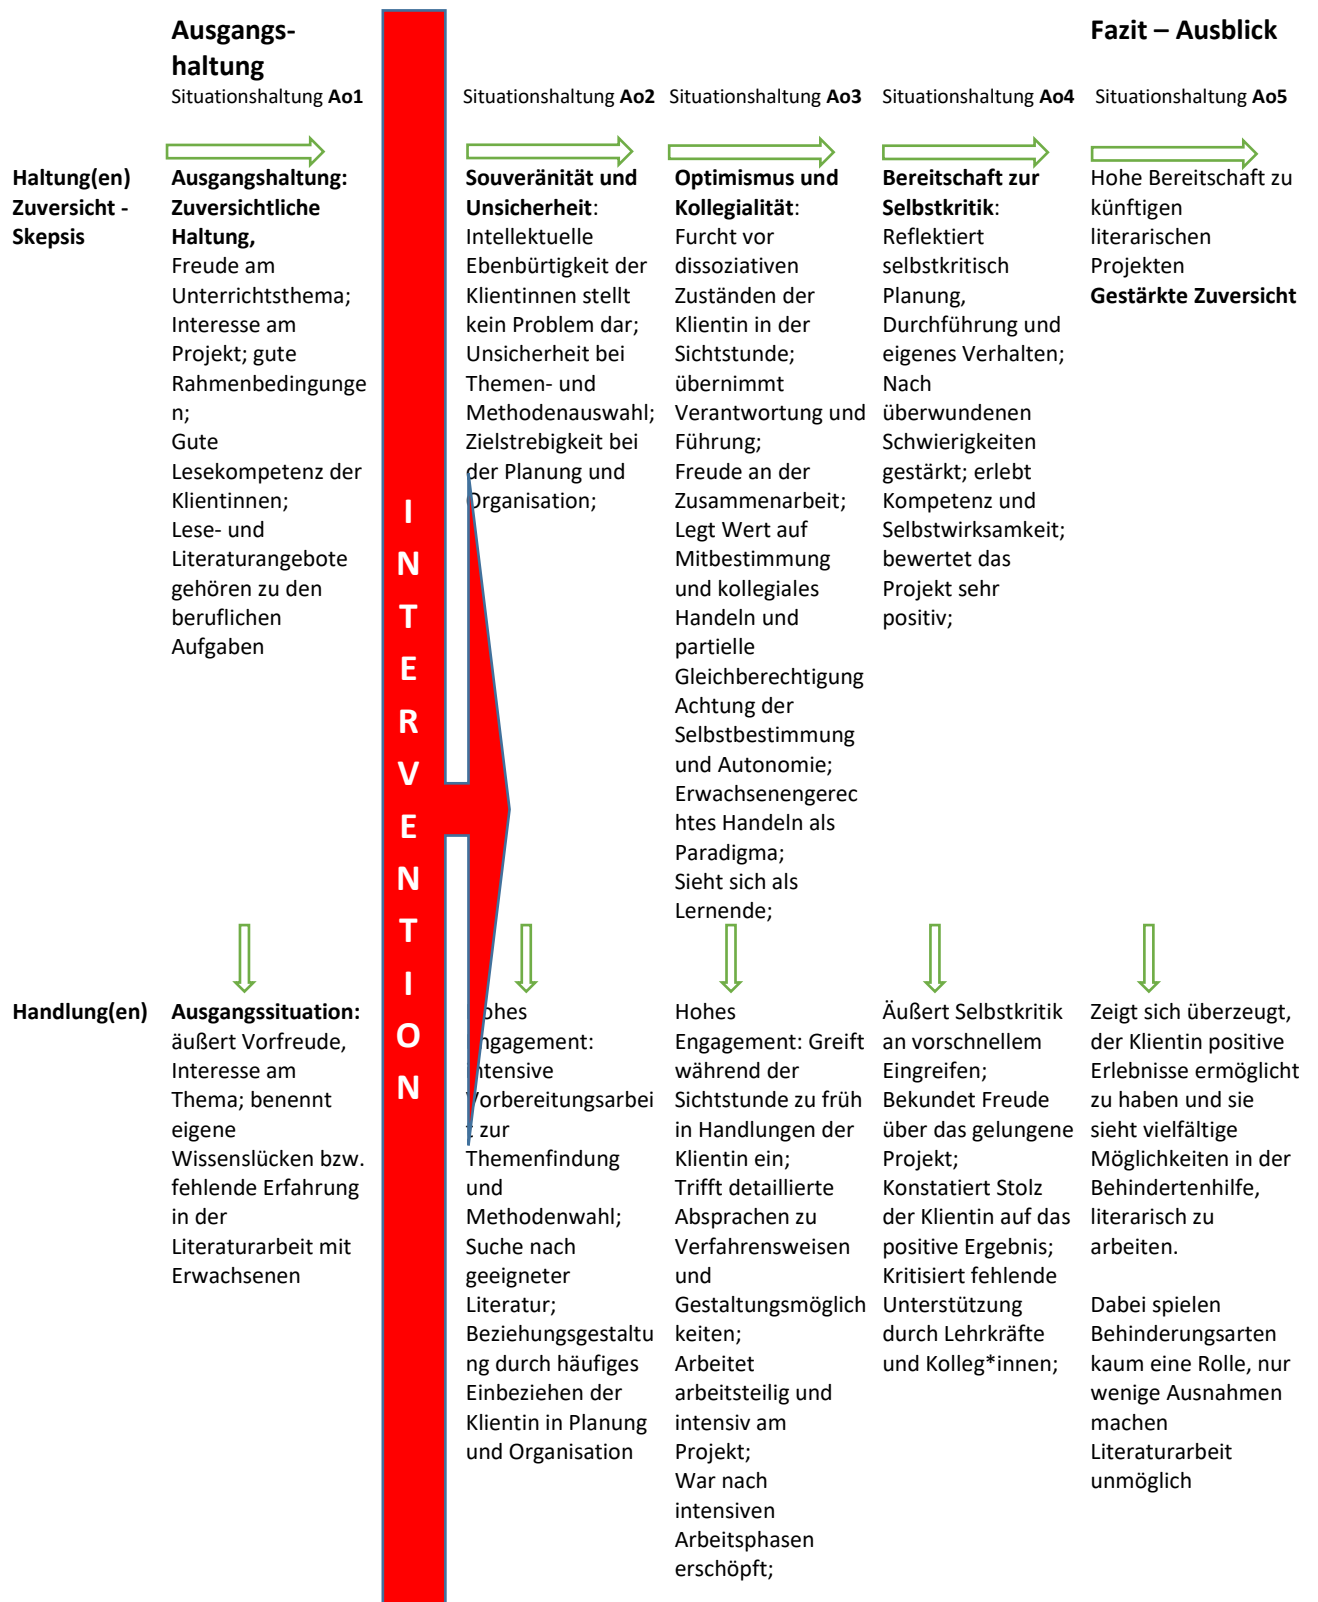 Ausgangs-
haltung
Fazit – Ausblick
Situationshaltung Ao1
Situationshaltung Ao2
Situationshaltung Ao3
Situationshaltung Ao4
Situationshaltung Ao5
Haltung(en)
Zuversicht -
Skepsis
Ausgangshaltung:
Zuversichtliche
Haltung,
Freude am
Unterrichtsthema;
Interesse am
Projekt; gute
Rahmenbedingunge
n;
Gute
Lesekompetenz der
Klientinnen;
Lese- und
Literaturangebote
gehören zu den
beruflichen
Aufgaben
INTERVENTION
Souveränität und
Unsicherheit:
Intellektuelle
Ebenbürtigkeit der
Klientinnen stellt
kein Problem dar;
Unsicherheit bei
Themen- und
Methodenauswahl;
Zielstrebigkeit bei
der Planung und
Organisation;
Optimismus und
Kollegialität:
Furcht vor
dissoziativen
Zuständen der
Klientin in der
Sichtstunde;
übernimmt
Verantwortung und
Führung;
Freude an der
Zusammenarbeit;
Legt Wert auf
Mitbestimmung
und kollegiales
Handeln und
partielle
Gleichberechtigung
Achtung der
Selbstbestimmung
und Autonomie;
Erwachsenengerec
htes Handeln als
Paradigma;
Sieht sich als
Lernende;
Bereitschaft zur
Selbstkritik:
Reflektiert
selbstkritisch
Planung,
Durchführung und
eigenes Verhalten;
Nach
überwundenen
Schwierigkeiten
gestärkt; erlebt
Kompetenz und
Selbstwirksamkeit;
bewertet das
Projekt sehr
positiv;
Hohe Bereitschaft zu
künftigen
literarischen
Projekten
Gestärkte Zuversicht
Handlung(en)
Ausgangssituation:
äußert Vorfreude,
Interesse am
Thema; benennt
eigene
Wissenslücken bzw.
fehlende Erfahrung
in der
Literaturarbeit mit
Erwachsenen
Hohes
Engagement:
Intensive
Vorbereitungsarbei
t zur
Themenfindung
und
Methodenwahl;
Suche nach
geeigneter
Literatur;
Beziehungsgestaltu
ng durch häufiges
Einbeziehen der
Klientin in Planung
und Organisation
Hohes
Engagement: Greift
während der
Sichtstunde zu früh
in Handlungen der
Klientin ein;
Trifft detaillierte
Absprachen zu
Verfahrensweisen
und
Gestaltungsmöglich
keiten;
Arbeitet
arbeitsteilig und
intensiv am
Projekt;
War nach
intensiven
Arbeitsphasen
erschöpft;
Äußert Selbstkritik
an vorschnellem
Eingreifen;
Bekundet Freude
über das gelungene
Projekt;
Konstatiert Stolz
der Klientin auf das
positive Ergebnis;
Kritisiert fehlende
Unterstützung
durch Lehrkräfte
und Kolleg*innen;
Zeigt sich überzeugt,
der Klientin positive
Erlebnisse ermöglicht
zu haben und sie
sieht vielfältige
Möglichkeiten in der
Behindertenhilfe,
literarisch zu
arbeiten.
Dabei spielen
Behinderungsarten
kaum eine Rolle, nur
wenige Ausnahmen
machen
Literaturarbeit
unmöglich